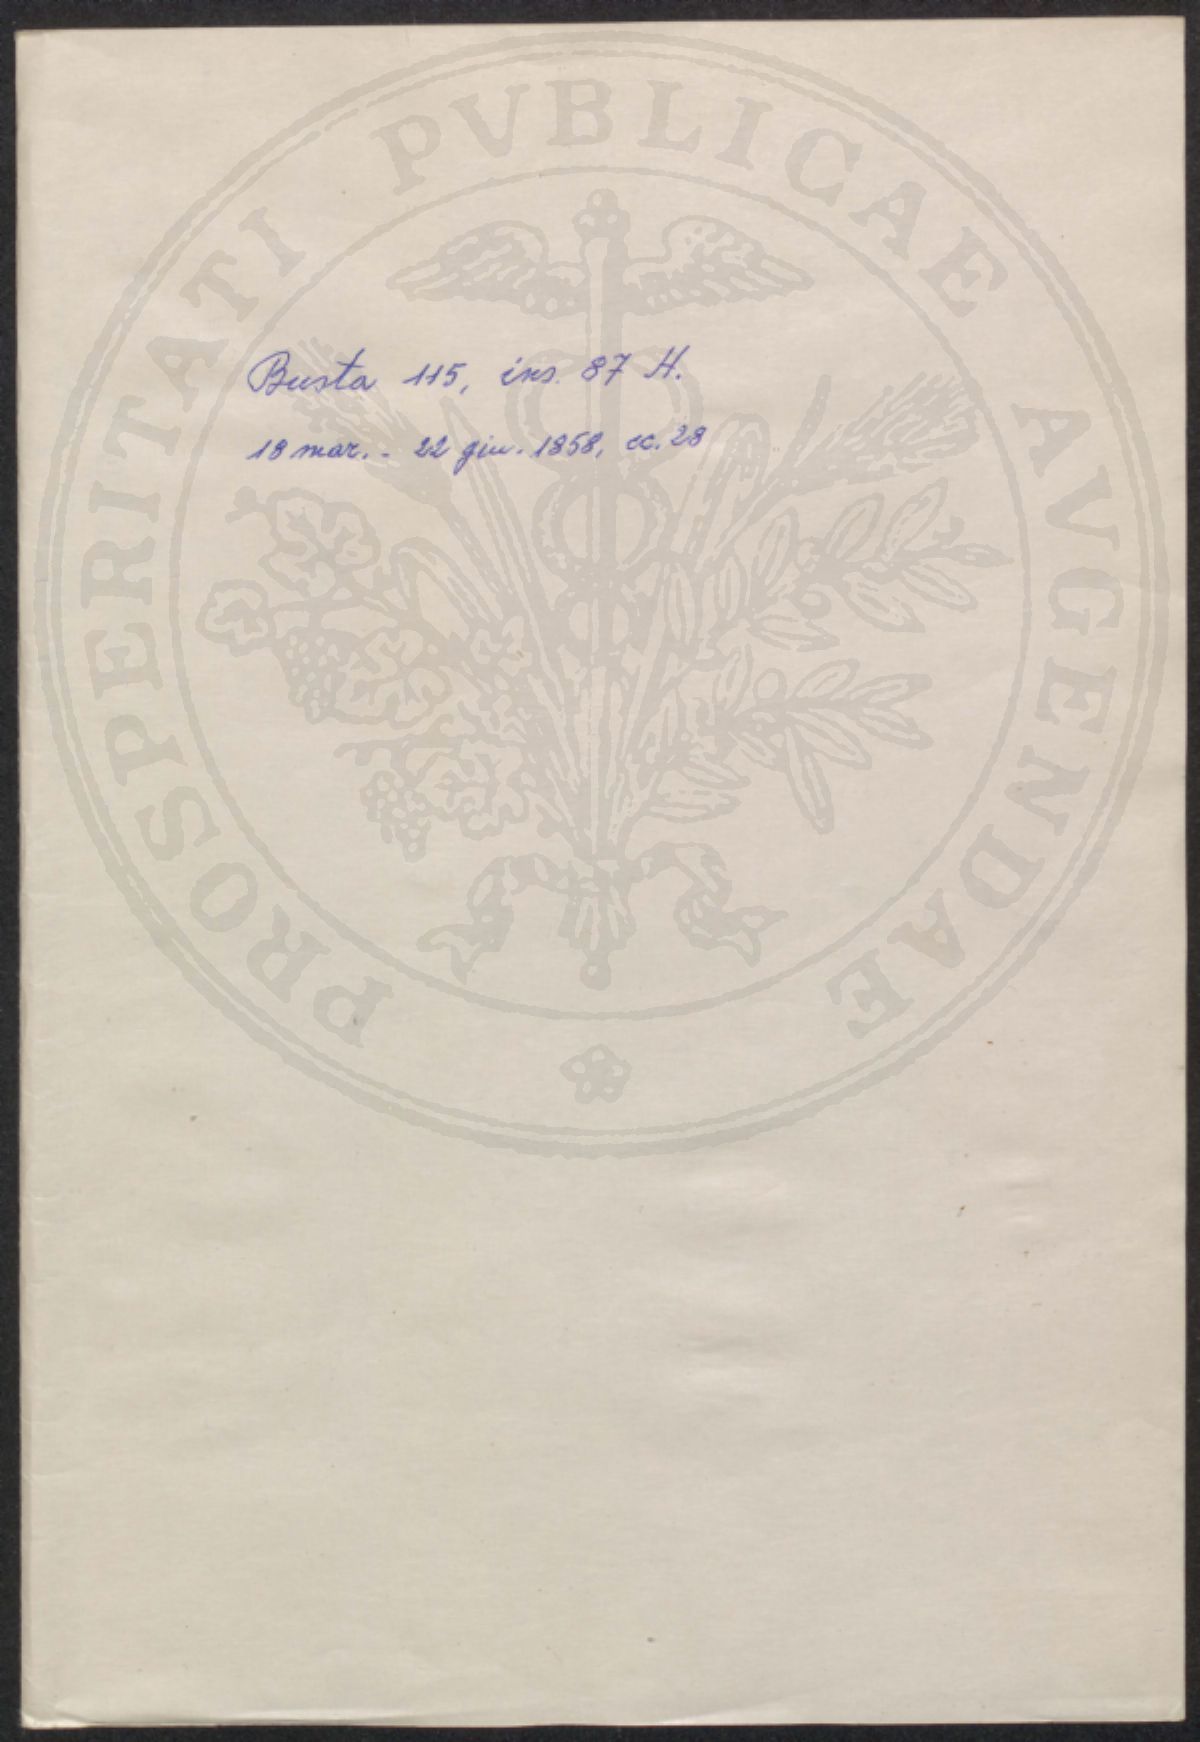 PROSPERITATI PVBLICAE AVGENDAE
Busta 115, ins. 87 H.
18 mar. - 22 giu. 1858, cc. 28